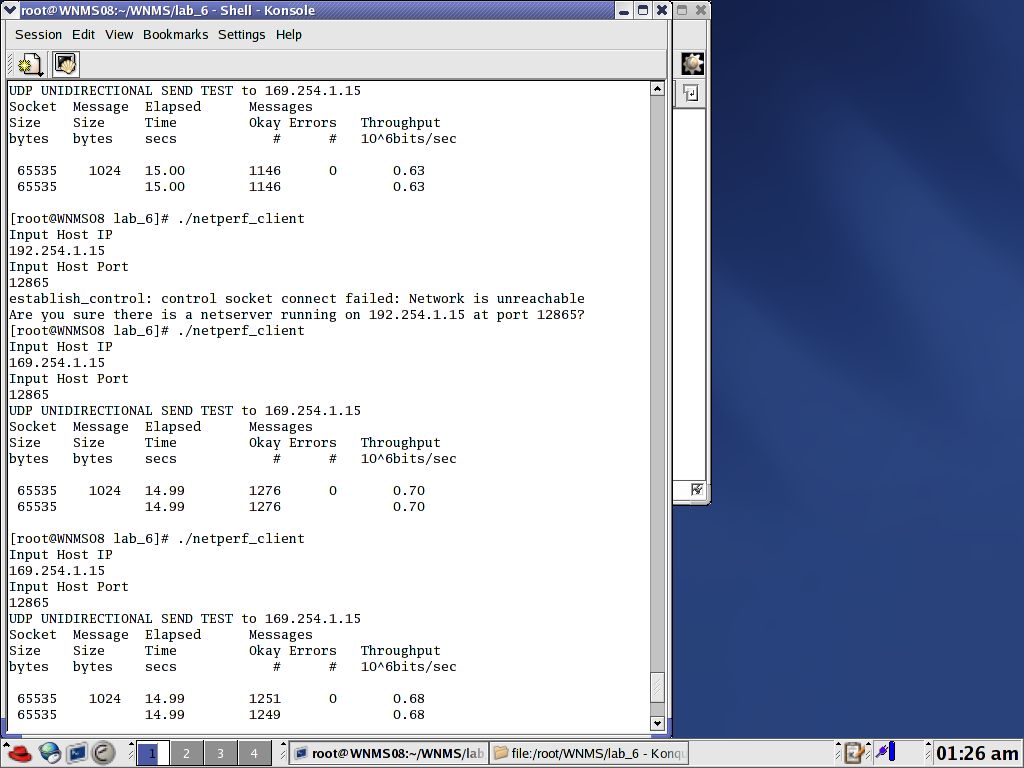 root@WNMS08:~/WNMS/lab_6 - Shell - Konsole
Session Edit View Bookmarks Settings Help
UDP UNIDIRECTIONAL SEND TEST to 169.254.1.15
Socket  Message  Elapsed      Messages
Size    Size     Time         Okay Errors   Throughput
bytes   bytes    secs            #      #   10^6bits/sec
 65535    1024  15.00        1146      0       0.63
 65535           15.00        1146              0.63
[root@WNMS08 lab_6]# ./netperf_client
Input Host IP
192.254.1.15
Input Host Port
12865
establish_control: control socket connect failed: Network is unreachable
Are you sure there is a netserver running on 192.254.1.15 at port 12865?
[root@WNMS08 lab_6]# ./netperf_client
Input Host IP
169.254.1.15
Input Host Port
12865
UDP UNIDIRECTIONAL SEND TEST to 169.254.1.15
Socket  Message  Elapsed      Messages
Size    Size     Time         Okay Errors   Throughput
bytes   bytes    secs            #      #   10^6bits/sec
 65535    1024  14.99        1276      0       0.70
 65535           14.99        1276              0.70
[root@WNMS08 lab_6]# ./netperf_client
Input Host IP
169.254.1.15
Input Host Port
12865
UDP UNIDIRECTIONAL SEND TEST to 169.254.1.15
Socket  Message  Elapsed      Messages
Size    Size     Time         Okay Errors   Throughput
bytes   bytes    secs            #      #   10^6bits/sec
 65535    1024  14.99        1251      0       0.68
 65535           14.99        1249              0.68
1 2 3 4 root@WNMS08:~/WNMS/lab file:/root/WNMS/lab_6 - Konqu 01:26 am